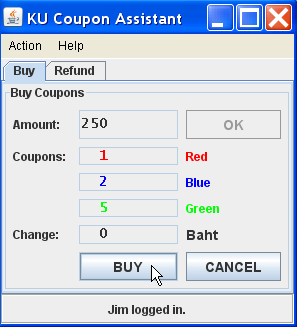 KU Coupon Assistant
Action Help
Buy Refund
Buy Coupons
Amount: 250 OK
Coupons: 1 Red
2 Blue
5 Green
Change: 0 Baht
BUY CANCEL
Jim logged in.